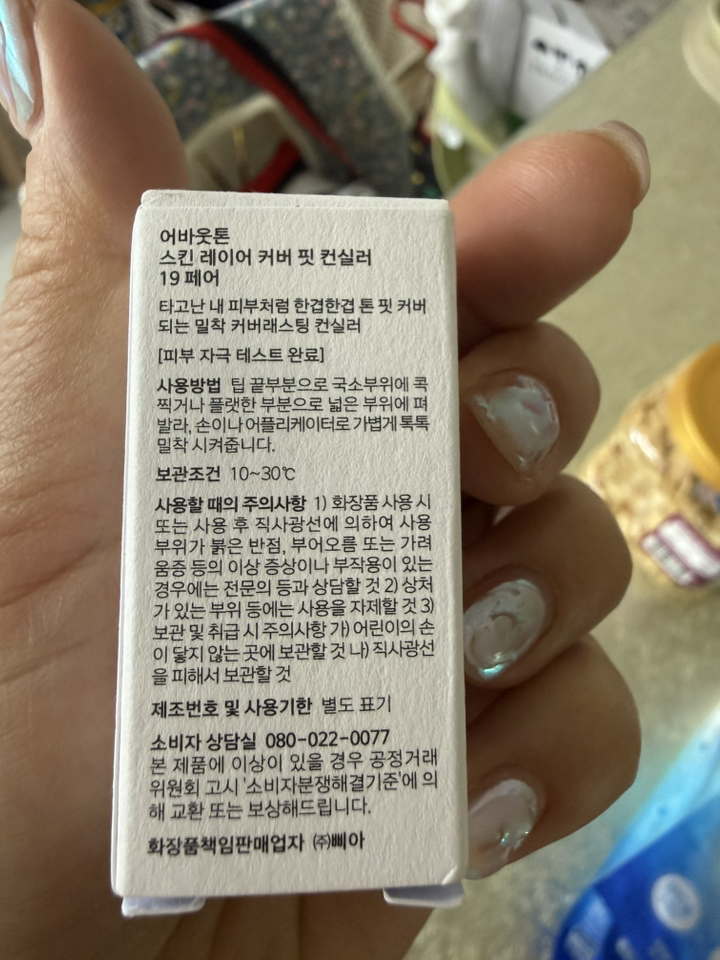 어바웃톤
스킨 레이어 커버 핏 컨실러
19 페어
타고난 내 피부처럼 한겹한겹 톤 핏 커버
되는 밀착 커버래스팅 컨실러
[피부 자극 테스트 완료]
사용방법 팁 끝부분으로 국소부위에 콕
찍거나 플랫한 부분으로 넓은 부위에 펴
발라, 손이나 어플리케이터로 가볍게 톡톡
밀착 시켜줍니다.
보관조건 10~30℃
사용할 때의 주의사항 1) 화장품 사용 시
또는 사용 후 직사광선에 의하여 사용
부위가 붉은 반점, 부어오름 또는 가려
움증 등의 이상 증상이나 부작용이 있는
경우에는 전문의 등과 상담할 것 2) 상처
가 있는 부위 등에는 사용을 자제할 것 3)
보관 및 취급 시 주의사항 가) 어린이의 손
이 닿지 않는 곳에 보관할 것 나) 직사광선
을 피해서 보관할 것
제조번호 및 사용기한 별도 표기
소비자 상담실 080-022-0077
본 제품에 이상이 있을 경우 공정거래
위원회 고시 '소비자분쟁해결기준'에 의
해 교환 또는 보상해드립니다.
화장품책임판매업자 ㈜삐아